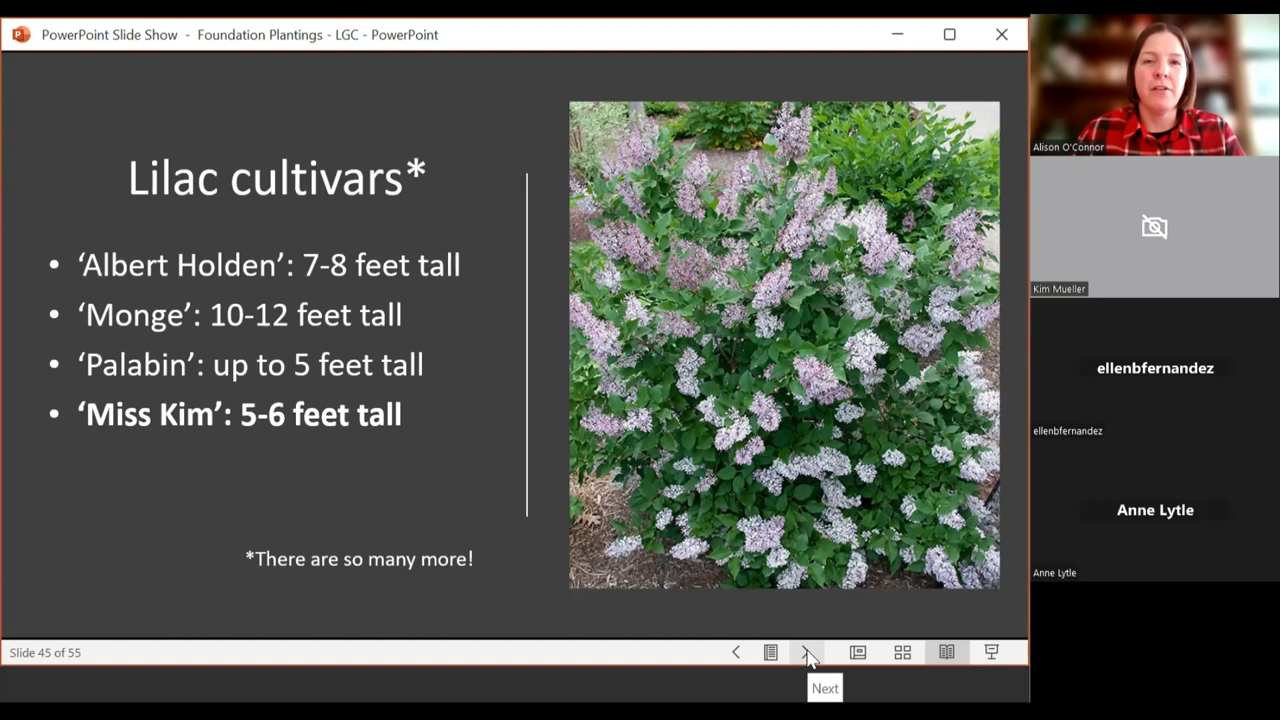 PowerPoint Slide Show - Foundation Plantings - LGC - PowerPoint
Lilac cultivars*
• ‘Albert Holden’: 7-8 feet tall
• ‘Monge’: 10-12 feet tall
• ‘Palabin’: up to 5 feet tall
• ‘Miss Kim’: 5-6 feet tall
*There are so many more!
Slide 45 of 55
Next
Alison O'Connor
Kim Mueller
ellenbfernandez
ellenbfernandez
Anne Lytle
Anne Lytle